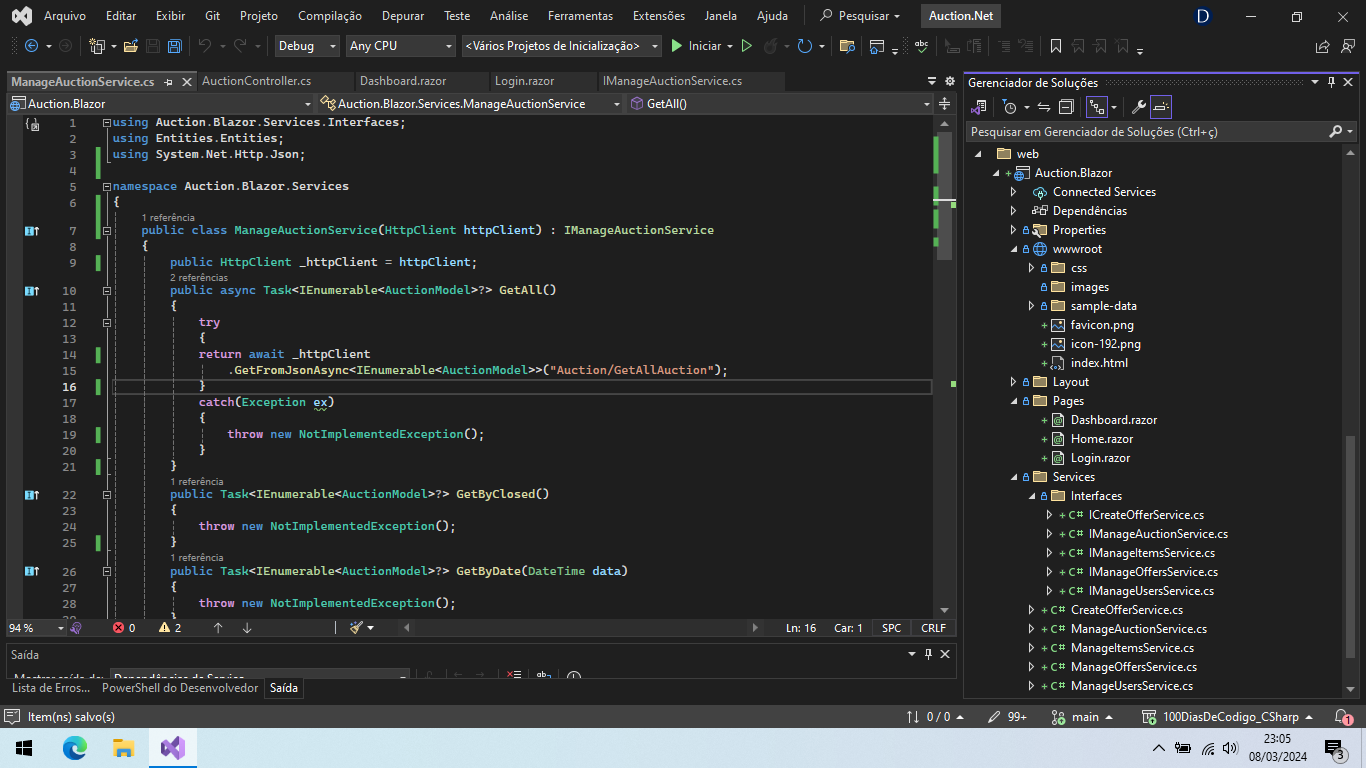 Arquivo Editar Exibir Git Projeto Compilação Depurar Teste Análise Ferramentas Extensões Janela Ajuda Pesquisar Auction.Net D
Debug Any CPU <Vários Projetos de Inicialização> Iniciar
ManageAuctionService.cs AuctionController.cs Dashboard.razor Login.razor IManageAuctionService.cs
Auction.Blazor Auction.Blazor.Services.ManageAuctionService GetAll()
1 using Auction.Blazor.Services.Interfaces;
2 using Entities.Entities;
3 using System.Net.Http.Json;
4
5 namespace Auction.Blazor.Services
6 {
1 referência
7 public class ManageAuctionService(HttpClient httpClient) : IManageAuctionService
8 {
9 public HttpClient _httpClient = httpClient;
2 referências
10 public async Task<IEnumerable<AuctionModel>?> GetAll()
11 {
12 try
13 {
14 return await _httpClient
15 .GetFromJsonAsync<IEnumerable<AuctionModel>>("Auction/GetAllAuction");
16 }
17 catch(Exception ex)
18 {
19 throw new NotImplementedException();
20 }
21 }
1 referência
22 public Task<IEnumerable<AuctionModel>?> GetByClosed()
23 {
24 throw new NotImplementedException();
25 }
1 referência
26 public Task<IEnumerable<AuctionModel>?> GetByDate(DateTime data)
27 {
28 throw new NotImplementedException();
29 }
94 % 0 2 Ln: 16 Car: 1 SPC CRLF
Saída
Mostrar saída de: Dependências do Serviço
Lista de Erros... PowerShell do Desenvolvedor Saída
Gerenciador de Soluções
Pesquisar em Gerenciador de Soluções (Ctrl+ç)
web
Auction.Blazor
Connected Services
Dependências
Properties
wwwroot
css
images
sample-data
favicon.png
icon-192.png
index.html
Layout
Pages
Dashboard.razor
Home.razor
Login.razor
Services
Interfaces
C# ICreateOfferService.cs
C# IManageAuctionService.cs
C# IManageItemsService.cs
C# IManageOffersService.cs
C# IManageUsersService.cs
C# CreateOfferService.cs
C# ManageAuctionService.cs
C# ManageItemsService.cs
C# ManageOffersService.cs
C# ManageUsersService.cs
Item(ns) salvo(s) 0 / 0 99+ main 100DiasDeCodigo_CSharp 1
23:05
08/03/2024
3